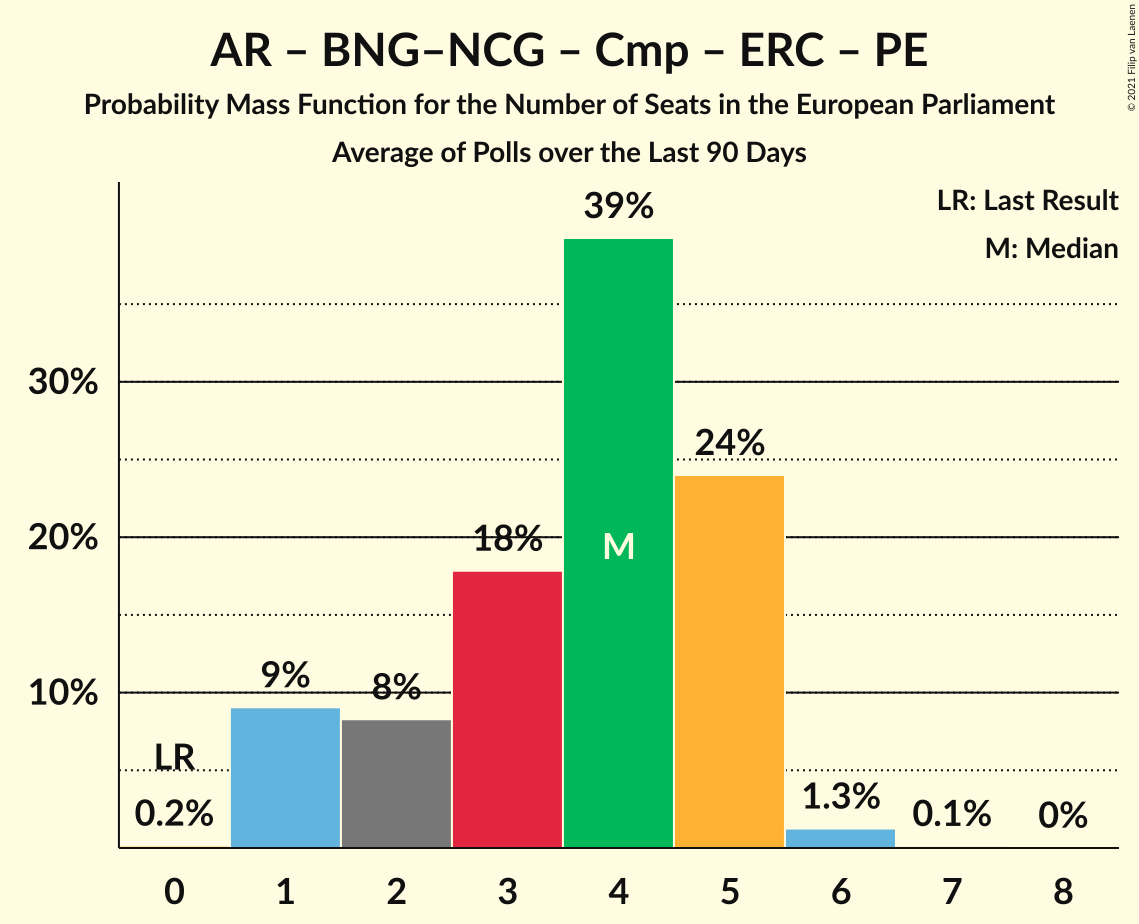 AR – BNG–NCG – Cmp – ERC – PE
Probability Mass Function for the Number of Seats in the European Parliament
Average of Polls over the Last 90 Days
© 2021 Filip van Laenen
LR: Last Result
M: Median
39%
30%
24%
20%
18%
M
10%
9%
8%
LR
0.2%
1.3%
0.1%
0%
0 1 2 3 4 5 6 7 8